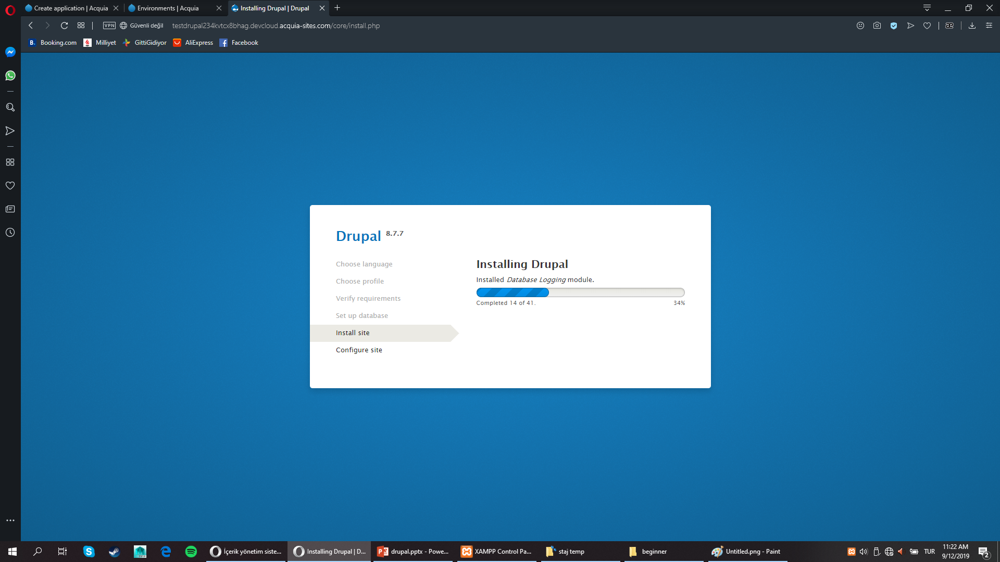 Create application | Acquia
Environments | Acquia
Installing Drupal | Drupal
VPN
Güvenli değil
testdrupal234kvtcx8bhag.devcloud.acquia-sites.com/core/install.php
B.
Booking.com
Milliyet
GittiGidiyor
AliExpress
Facebook
Drupal 8.7.7
Choose language
Choose profile
Verify requirements
Set up database
Install site
Configure site
Installing Drupal
Installed Database Logging module.
Completed 14 of 41.
34%
İçerik yönetim siste...
Installing Drupal | D...
drupal.pptx - Powe...
XAMPP Control Pa...
staj temp
beginner
Untitled.png - Paint
TUR
11:22 AM
9/12/2019
2